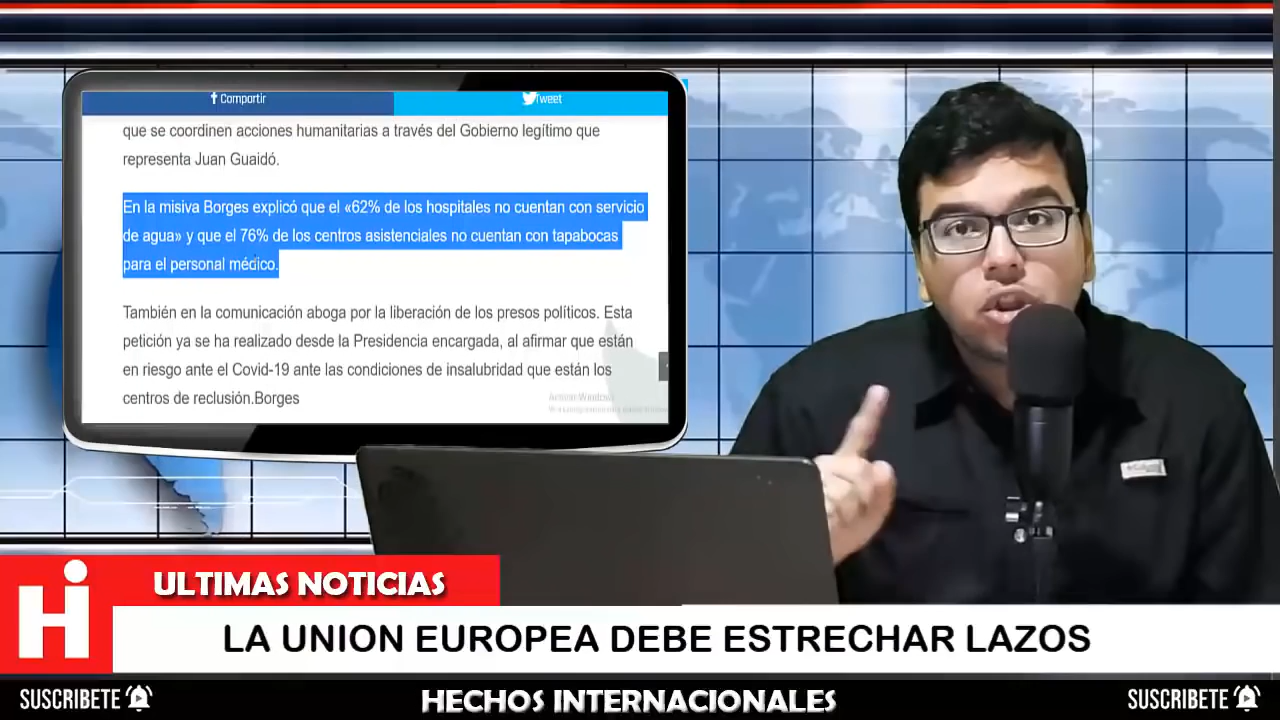 Compartir
Tweet
que se coordinen acciones humanitarias a través del Gobierno legítimo que
representa Juan Guaidó.
En la misiva Borges explicó que el «62% de los hospitales no cuentan con servicio
de agua» y que el 76% de los centros asistenciales no cuentan con tapabocas
para el personal médico.
También en la comunicación aboga por la liberación de los presos políticos. Esta
petición ya se ha realizado desde la Presidencia encargada, al afirmar que están
en riesgo ante el Covid-19 ante las condiciones de insalubridad que están los
centros de reclusión.Borges
Hi
ULTIMAS NOTICIAS
LA UNION EUROPEA DEBE ESTRECHAR LAZOS
SUSCRIBETE
HECHOS INTERNACIONALES
SUSCRIBETE